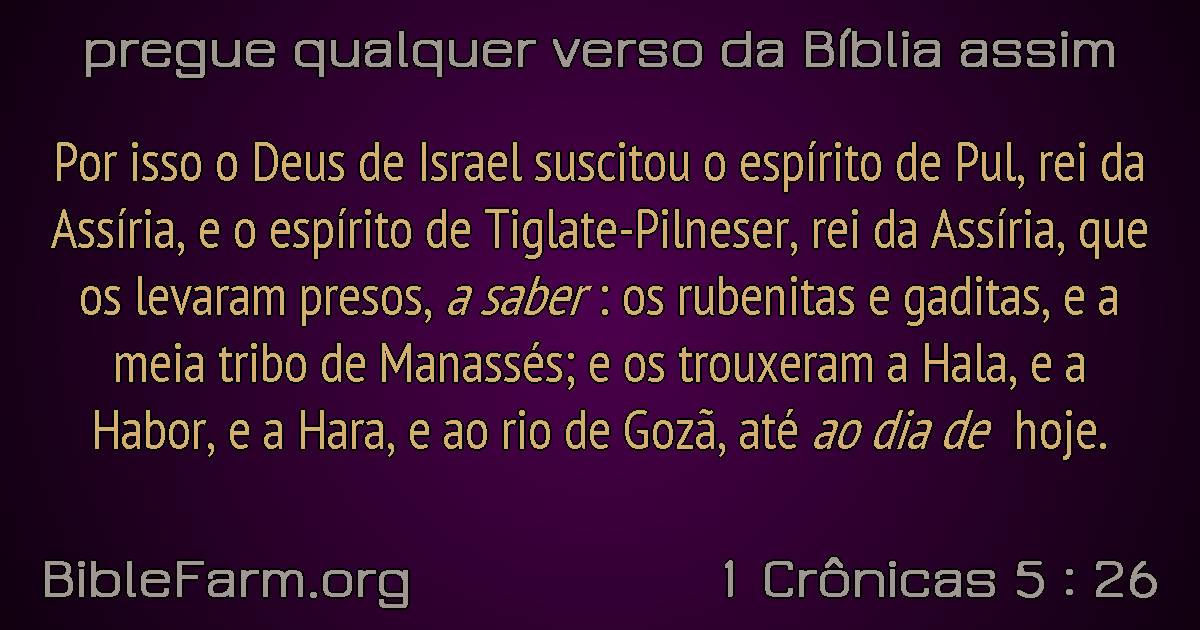 pregue qualquer verso da Bíblia assim
Por isso o Deus de Israel suscitou o espírito de Pul, rei da
Assíria, e o espírito de Tiglate-Pilneser, rei da Assíria, que
os levaram presos, a saber : os rubenitas e gaditas, e a
meia tribo de Manassés; e os trouxeram a Hala, e a
Habor, e a Hara, e ao rio de Gozã, até ao dia de hoje.
BibleFarm.org
1 Crônicas 5 : 26